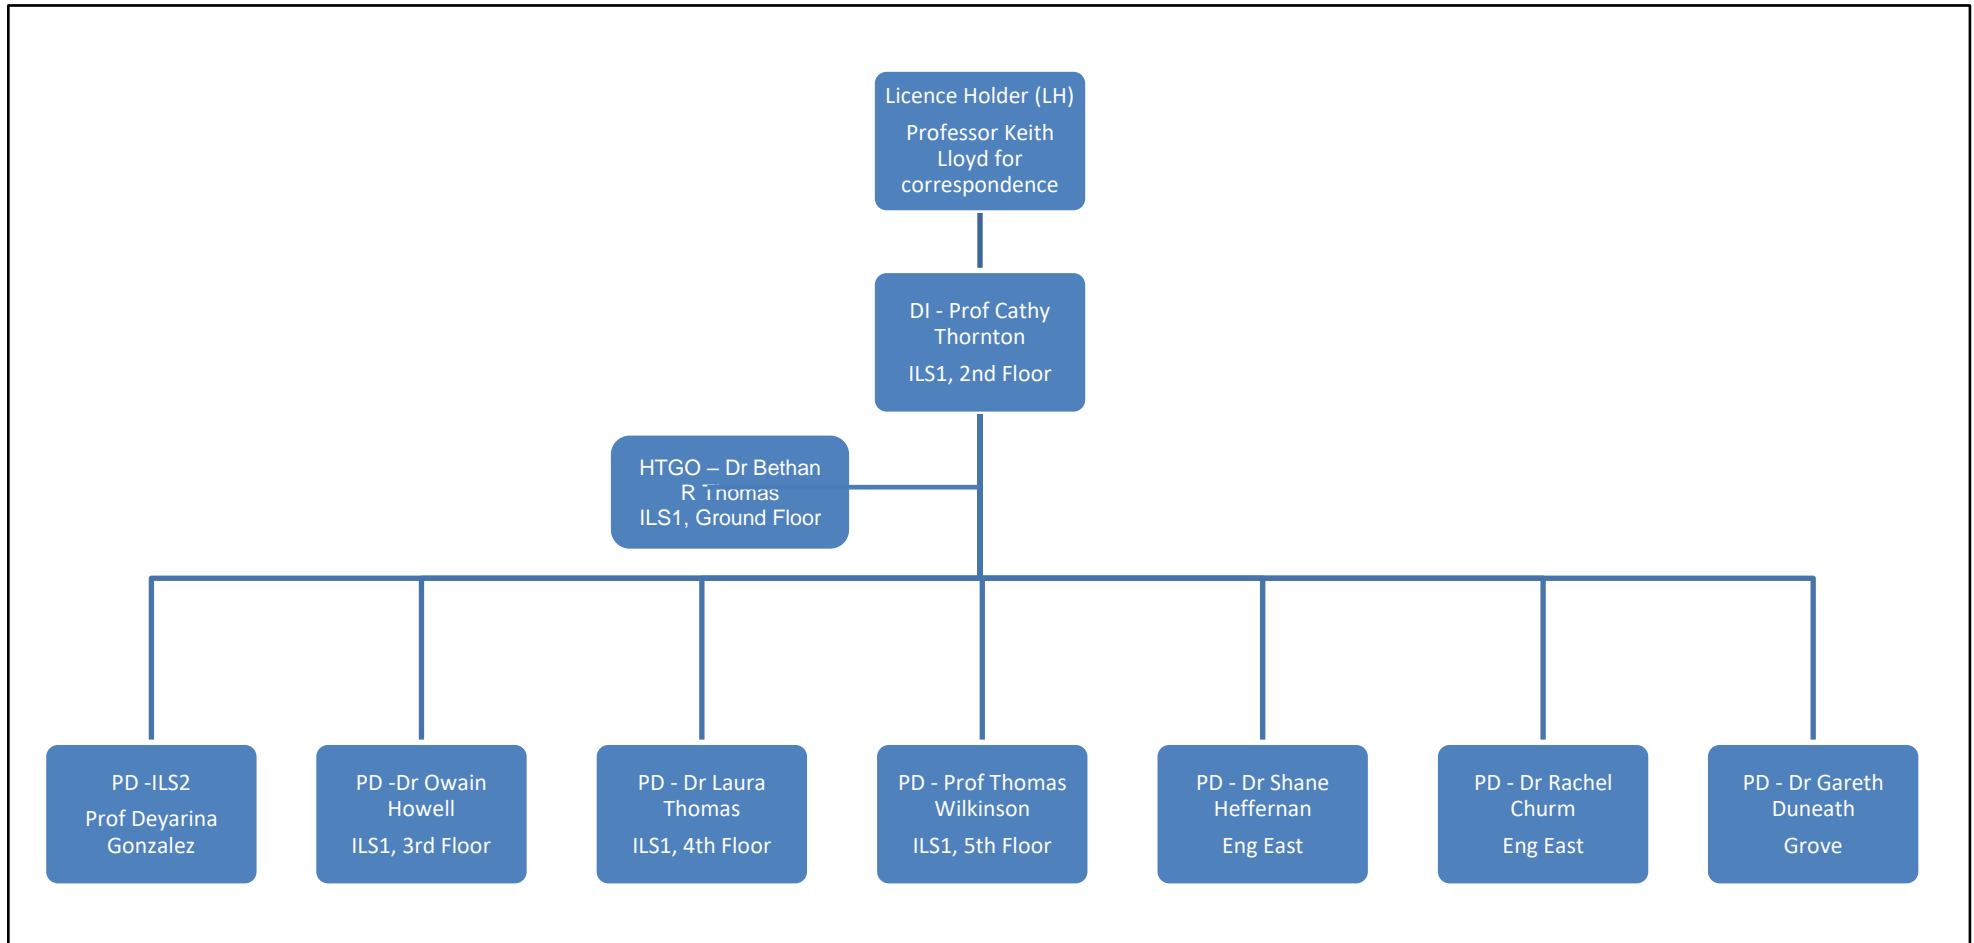 Licence Holder (LH)
Professor Keith
Lloyd for
correspondence
DI - Prof Cathy
Thornton
ILS1, 2nd Floor
HTGO – Dr Bethan
R Thomas
ILS1, Ground Floor
PD -ILS2
Prof Deyarina
Gonzalez
PD -Dr Owain
Howell
ILS1, 3rd Floor
PD - Dr Laura
Thomas
ILS1, 4th Floor
PD - Prof Thomas
Wilkinson
ILS1, 5th Floor
PD - Dr Shane
Heffernan
Eng East
PD - Dr Rachel
Churm
Eng East
PD - Dr Gareth
Duneath
Grove